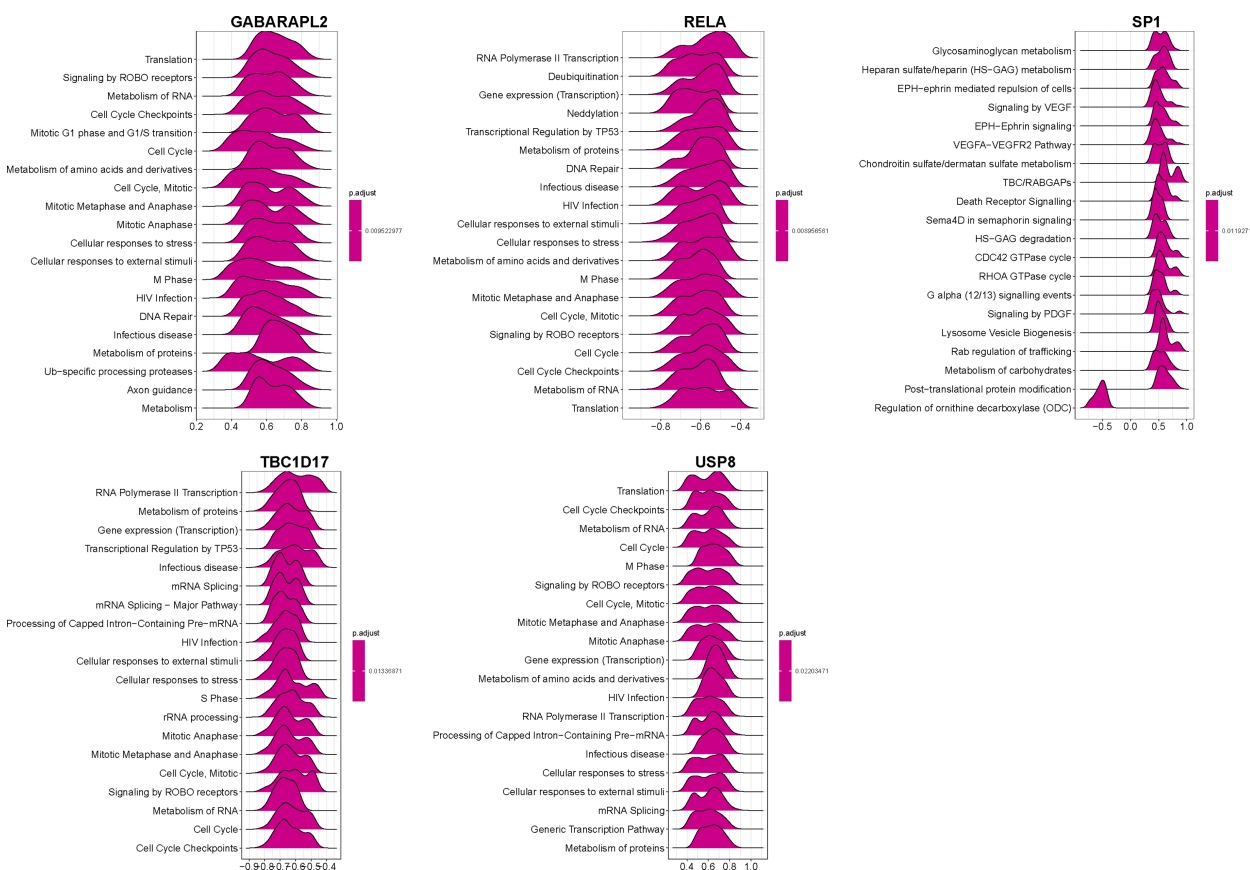 GABARAPL2
Translation
Signaling by ROBO receptors
Metabolism of RNA
Cell Cycle Checkpoints
Mitotic G1 phase and G1/S transition
Cell Cycle
Metabolism of amino acids and derivatives
Cell Cycle, Mitotic
Mitotic Metaphase and Anaphase
Mitotic Anaphase
Cellular responses to stress
Cellular responses to external stimuli
M Phase
HIV Infection
DNA Repair
Infectious disease
Metabolism of proteins
Ub−specific processing proteases
Axon guidance
Metabolism
0.2 0.4 0.6 0.8 1.0
p.adjust
0.009522977
RELA
RNA Polymerase II Transcription
Deubiquitination
Gene expression (Transcription)
Neddylation
Transcriptional Regulation by TP53
Metabolism of proteins
DNA Repair
Infectious disease
HIV Infection
Cellular responses to external stimuli
Cellular responses to stress
Metabolism of amino acids and derivatives
M Phase
Mitotic Metaphase and Anaphase
Cell Cycle, Mitotic
Signaling by ROBO receptors
Cell Cycle
Cell Cycle Checkpoints
Metabolism of RNA
Translation
−0.8 −0.6 −0.4
p.adjust
0.008956561
SP1
Glycosaminoglycan metabolism
Heparan sulfate/heparin (HS−GAG) metabolism
EPH−ephrin mediated repulsion of cells
Signaling by VEGF
EPH−Ephrin signaling
VEGFA−VEGFR2 Pathway
Chondroitin sulfate/dermatan sulfate metabolism
TBC/RABGAPs
Death Receptor Signalling
Sema4D in semaphorin signaling
HS−GAG degradation
CDC42 GTPase cycle
RHOA GTPase cycle
G alpha (12/13) signalling events
Signaling by PDGF
Lysosome Vesicle Biogenesis
Rab regulation of trafficking
Metabolism of carbohydrates
Post−translational protein modification
Regulation of ornithine decarboxylase (ODC)
−0.5 0.0 0.5 1.0
p.adjust
0.0119271
TBC1D17
RNA Polymerase II Transcription
Metabolism of proteins
Gene expression (Transcription)
Transcriptional Regulation by TP53
Infectious disease
mRNA Splicing
mRNA Splicing − Major Pathway
Processing of Capped Intron−Containing Pre−mRNA
HIV Infection
Cellular responses to external stimuli
Cellular responses to stress
S Phase
rRNA processing
Mitotic Anaphase
Mitotic Metaphase and Anaphase
Cell Cycle, Mitotic
Signaling by ROBO receptors
Metabolism of RNA
Cell Cycle
Cell Cycle Checkpoints
−0.9−0.8−0.7−0.6−0.5−0.4
p.adjust
0.01336871
USP8
Translation
Cell Cycle Checkpoints
Metabolism of RNA
Cell Cycle
M Phase
Signaling by ROBO receptors
Cell Cycle, Mitotic
Mitotic Metaphase and Anaphase
Mitotic Anaphase
Gene expression (Transcription)
Metabolism of amino acids and derivatives
HIV Infection
RNA Polymerase II Transcription
Processing of Capped Intron−Containing Pre−mRNA
Infectious disease
Cellular responses to stress
Cellular responses to external stimuli
mRNA Splicing
Generic Transcription Pathway
Metabolism of proteins
0.4 0.6 0.8 1.0
p.adjust
0.02203471